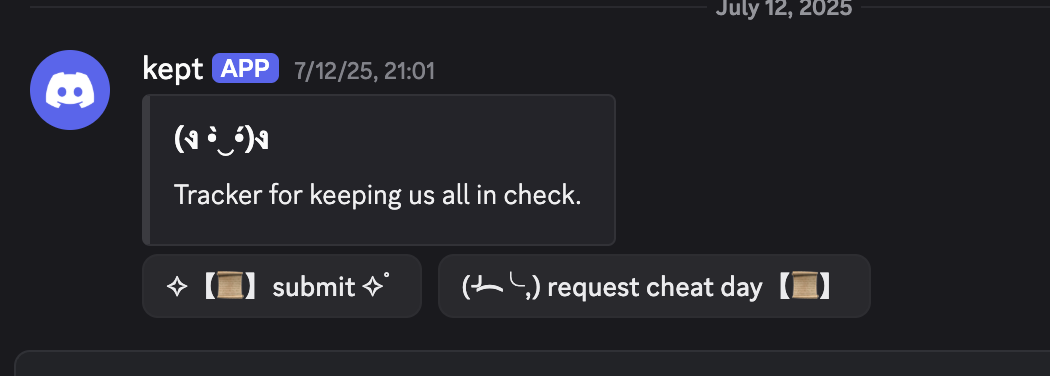 July 12, 2025
kept APP 7/12/25, 21:01
(ง •̀‿•́)ง
Tracker for keeping us all in check.
✧ 【📜】 submit ✧˚
(ـــــ╰,) request cheat day 【📜】